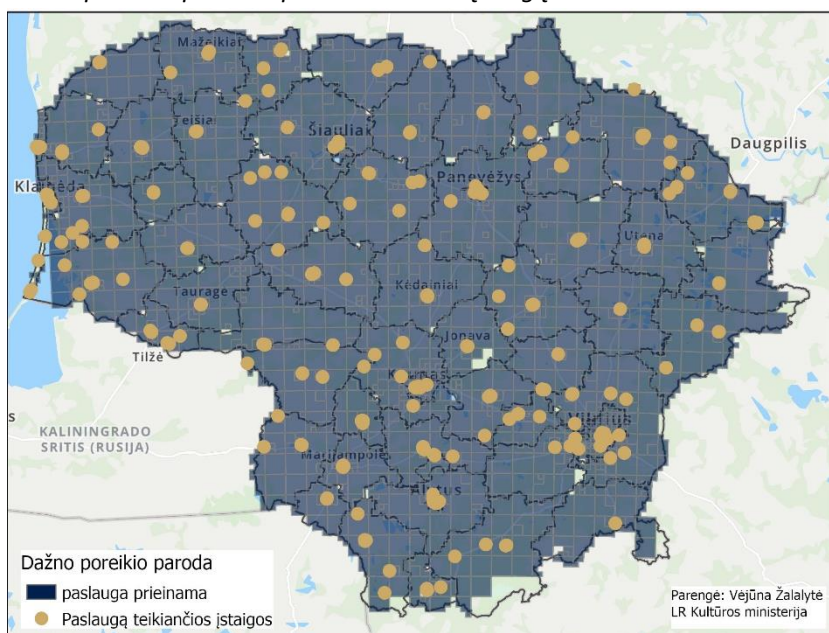 Mažeikiai
Telšiai
Šiauliai
Daugpilis
Klaipėda
Panevėžys
Utena
Tauragė
Kėdainiai
Jonava
Tilžė
Kaunas
Vilnius
KALININGRADO
SRITIS (RUSIJA)
Marijampolė
Alytus
Dažno poreikio paroda
paslauga prieinama
Paslaugą teikiančios įstaigos
Parengė: Vėjūna Žalalytė
LR Kultūros ministerija